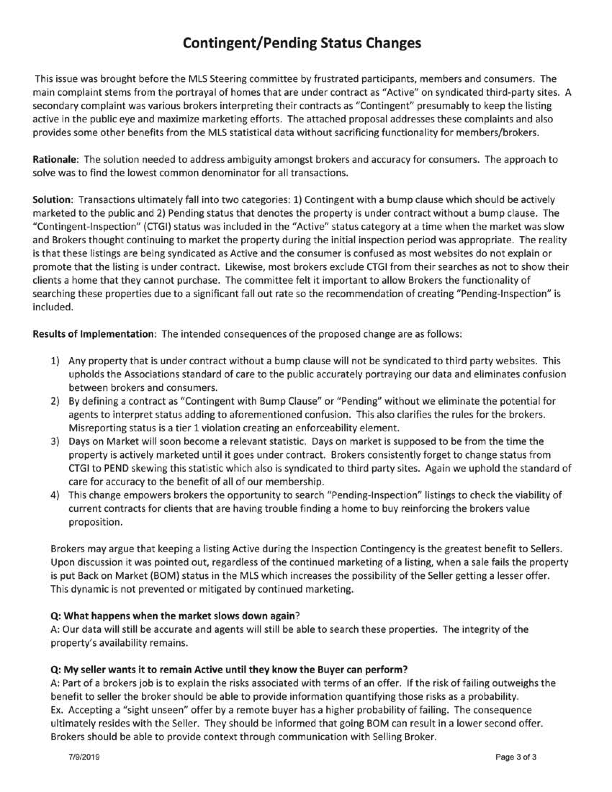 Contingent/Pending Status Changes
This issue was brought before the MLS Steering committee by frustrated participants, members and consumers. The
main complaint stems from the portrayal of homes that are under contract as “Active” on syndicated third-party sites. A
secondary complaint was various brokers interpreting their contracts as “Contingent” presumably to keep the listing
active in the public eye and maximize marketing efforts. The attached proposal addresses these complaints and also
provides some other benefits from the MLS statistical data without sacrificing functionality for members/brokers.
Rationale: The solution needed to address ambiguity amongst brokers and accuracy for consumers. The approach to
solve was to find the lowest common denominator for all transactions.
Solution: Transactions ultimately fall into two categories: 1) Contingent with a bump clause which should be actively
marketed to the public and 2) Pending status that denotes the property is under contract without a bump clause. The
“Contingent-Inspection” (CTGI) status was included in the “Active” status category at a time when the market was slow
and Brokers thought continuing to market the property during the initial inspection period was appropriate. The reality
is that these listings are being syndicated as Active and the consumer is confused as most websites do not explain or
promote that the listing is under contract. Likewise, most brokers exclude CTGI from their searches as not to show their
clients a home that they cannot purchase. The committee felt it important to allow Brokers the functionality of
searching these properties due to a significant fall out rate so the recommendation of creating “Pending-Inspection” is
included.
Results of Implementation: The intended consequences of the proposed change are as follows:
1) Any property that is under contract without a bump clause will not be syndicated to third party websites. This
upholds the Associations standard of care to the public accurately portraying our data and eliminates confusion
between brokers and consumers.
2) By defining a contract as “Contingent with Bump Clause” or “Pending” without we eliminate the potential for
agents to interpret status adding to aforementioned confusion. This also clarifies the rules for the brokers.
Misreporting status is a tier 1 violation creating an enforceability element.
3) Days on Market will soon become a relevant statistic. Days on market is supposed to be from the time the
property is actively marketed until it goes under contract. Brokers consistently forget to change status from
CTGI to PEND skewing this statistic which also is syndicated to third party sites. Again we uphold the standard of
care for accuracy to the benefit of all of our membership.
4) This change empowers brokers the opportunity to search “Pending-Inspection” listings to check the viability of
current contracts for clients that are having trouble finding a home to buy reinforcing the brokers value
proposition.
Brokers may argue that keeping a listing Active during the Inspection Contingency is the greatest benefit to Sellers.
Upon discussion it was pointed out, regardless of the continued marketing of a listing, when a sale fails the property
is put Back on Market (BOM) status in the MLS which increases the possibility of the Seller getting a lesser offer.
This dynamic is not prevented or mitigated by continued marketing.
Q: What happens when the market slows down again?
A: Our data will still be accurate and agents will still be able to search these properties. The integrity of the
property’s availability remains.
Q: My seller wants it to remain Active until they know the Buyer can perform?
A: Part of a brokers job is to explain the risks associated with terms of an offer. If the risk of failing outweighs the
benefit to seller the broker should be able to provide information quantifying those risks as a probability.
Ex. Accepting a “sight unseen” offer by a remote buyer has a higher probability of failing. The consequence
ultimately resides with the Seller. They should be informed that going BOM can result in a lower second offer.
Brokers should be able to provide context through communication with Selling Broker.
7/9/2019 Page 3 of 3